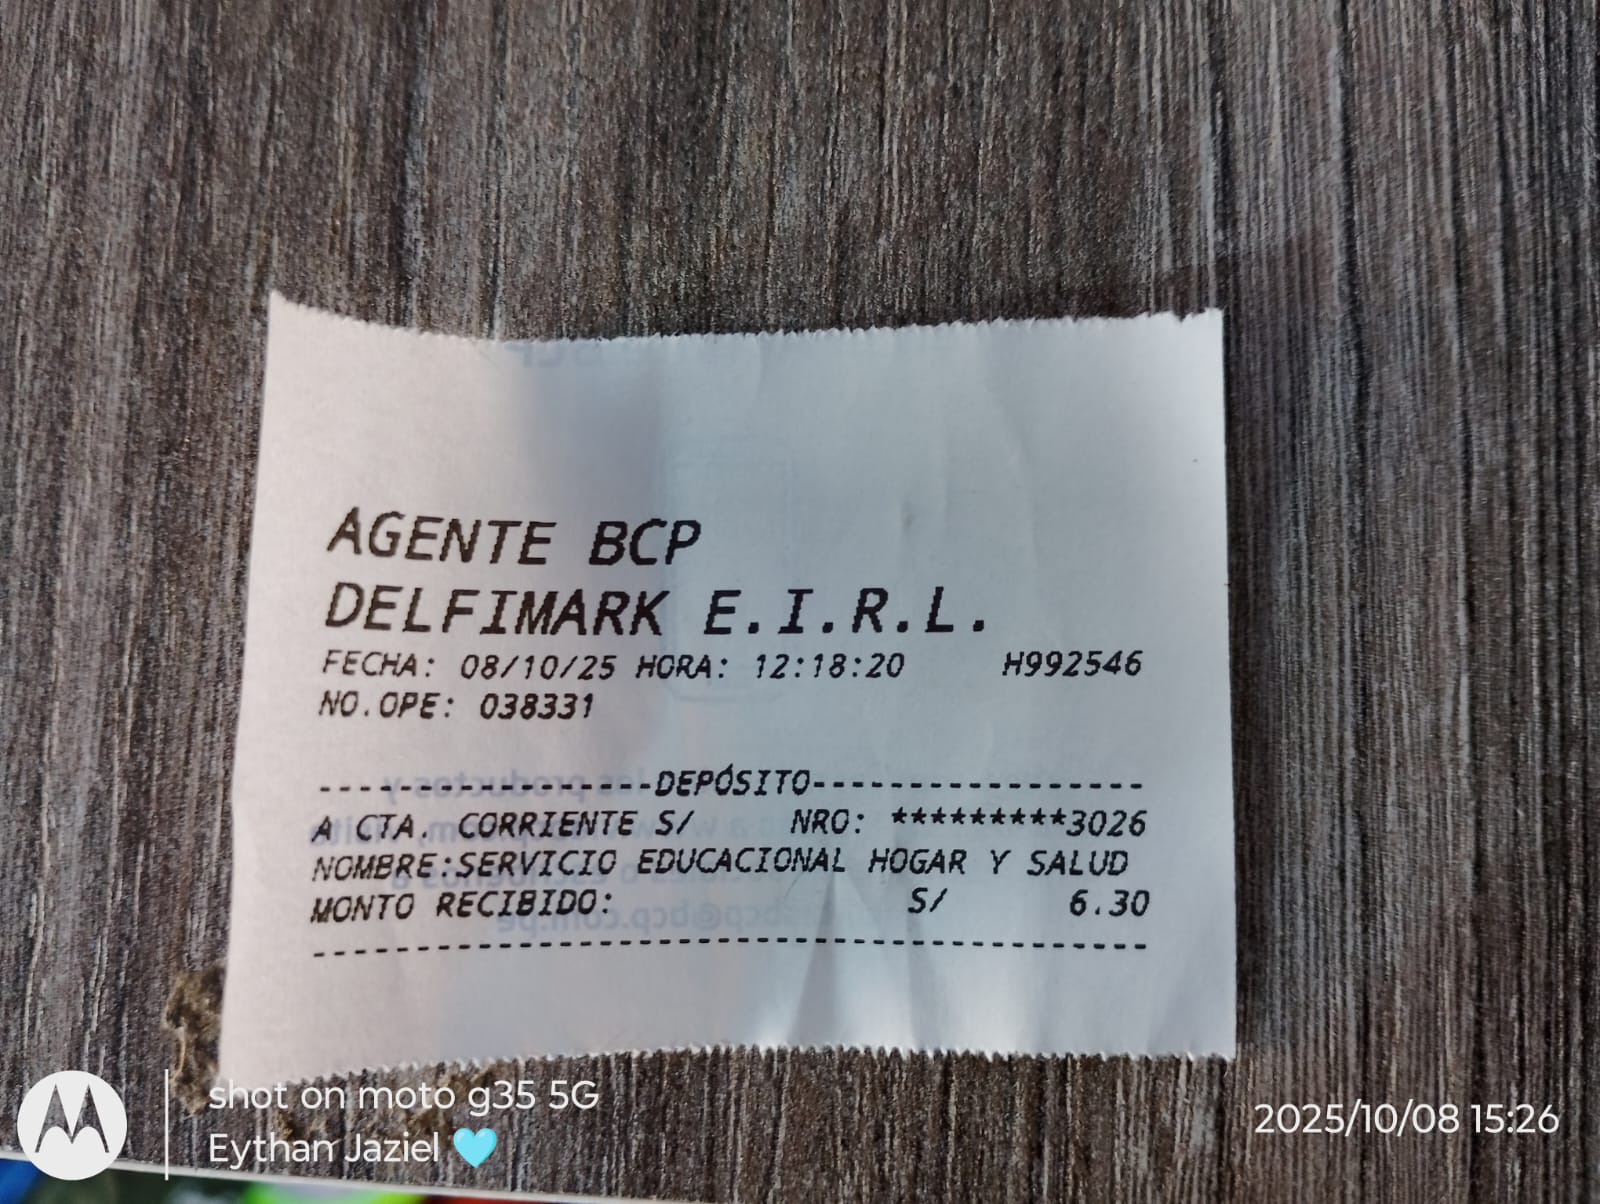 AGENTE BCP
DELFIMARK E.I.R.L.
FECHA: 08/10/25 HORA: 12:18:20 H992546
NO.OPE: 038331
-----------------DEPÓSITO-----------------
A CTA. CORRIENTE S/ NRO: *********3026
NOMBRE:SERVICIO EDUCACIONAL HOGAR Y SALUD
MONTO RECIBIDO: S/ 6.30
------------------------------------------
shot on moto g35 5G
Eythan Jaziel 🩵
2025/10/08 15:26